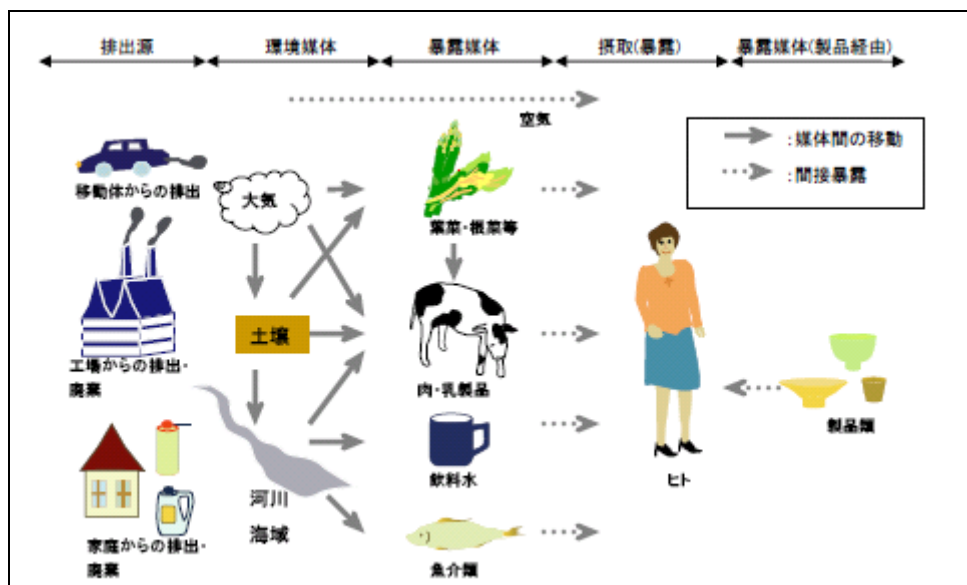 排出源
環境媒体
暴露媒体
摂取(暴露)
暴露媒体(製品経由)
空気
:媒体間の移動
:間接暴露
移動体からの排出
大気
葉菜・根菜等
土壌
工場からの排出・
廃棄
肉・乳製品
製品類
飲料水
ヒト
河川
海域
家庭からの排出・
廃棄
魚介類